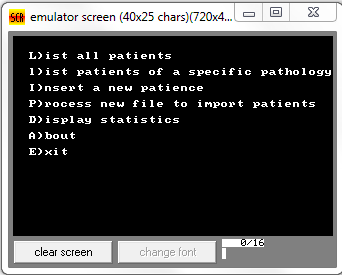 SCR emulator screen (40x25 chars)(720x4...
L)ist all patients
l)ist patients of a specific pathology
I)nsert a new patience
P)rocess new file to import patients
D)isplay statistics
A)bout
E)xit
clear screen
change font
0/16